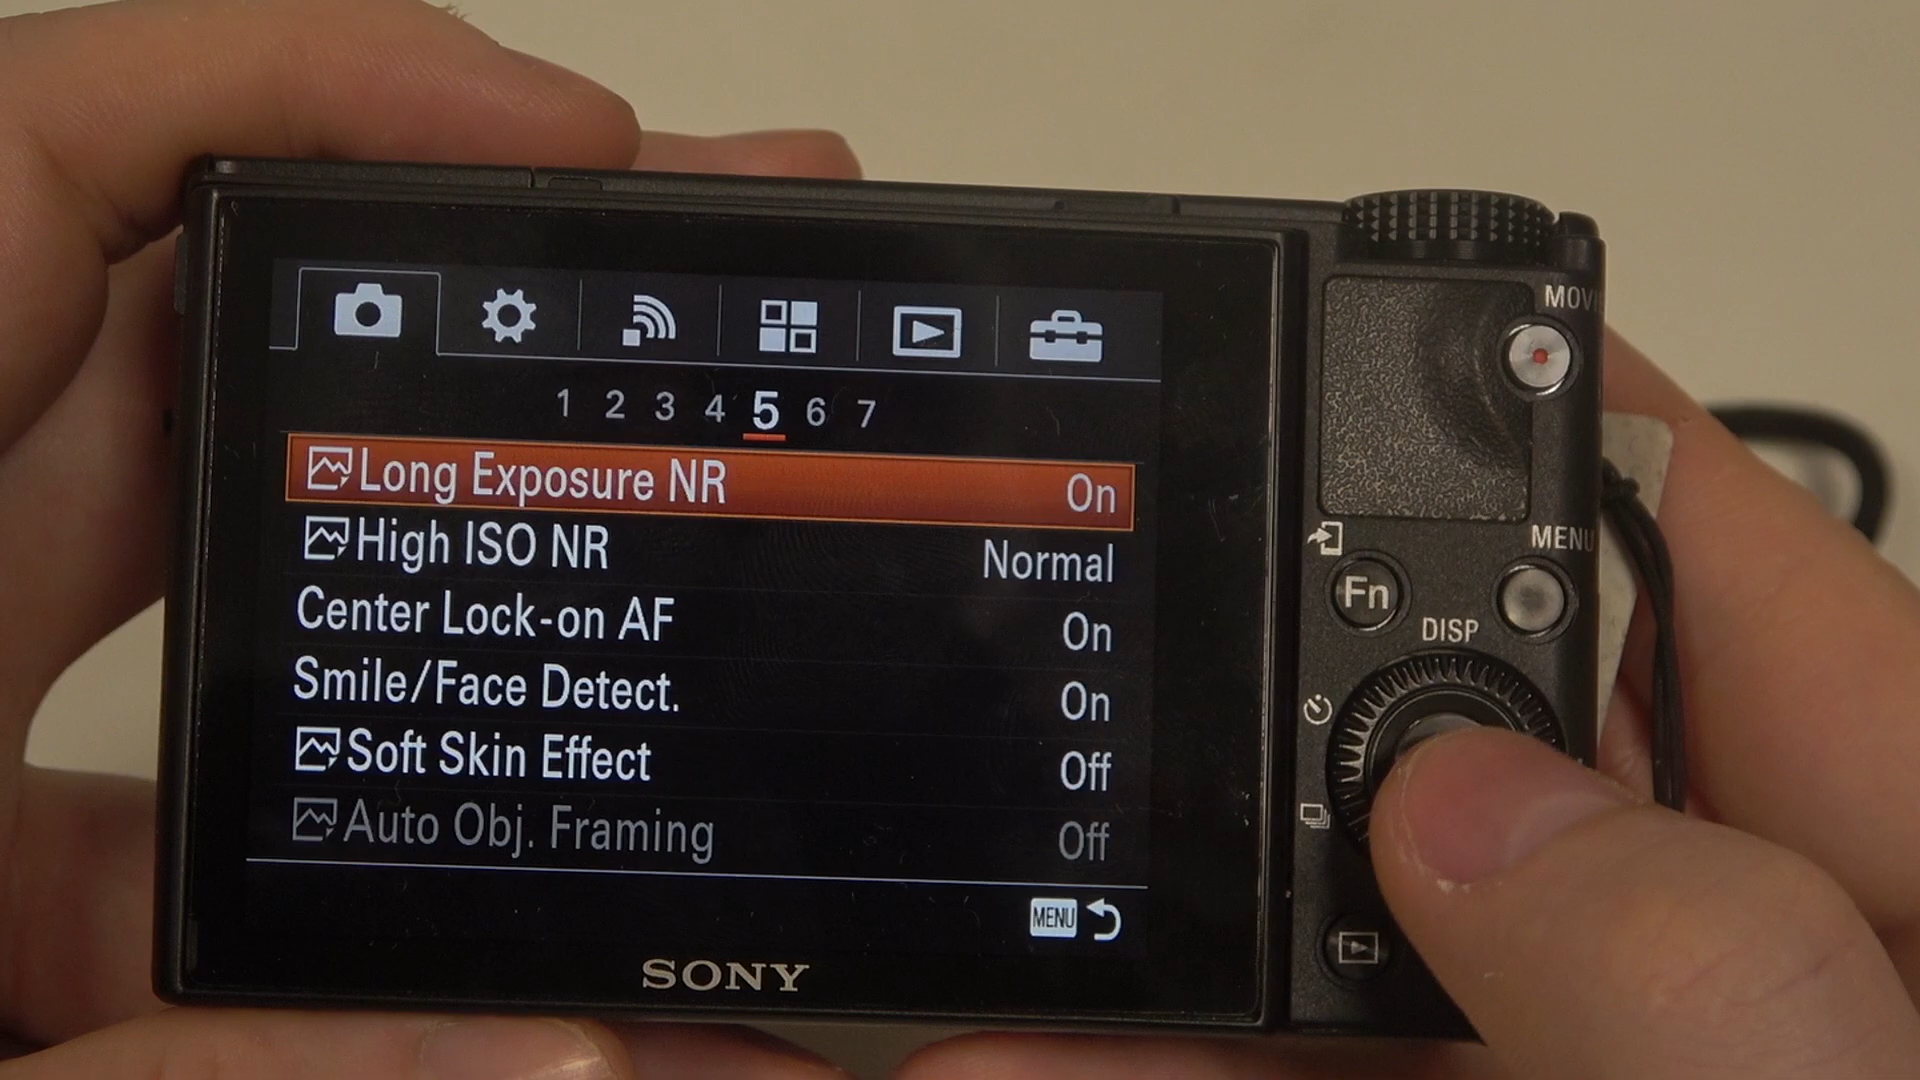 MOVI
1 2 3 4 5 6 7
Long Exposure NR On
High ISO NR Normal
Center Lock-on AF On
Smile/Face Detect. On
Soft Skin Effect Off
Auto Obj. Framing Off
MENU
SONY
MENU
Fn
DISP